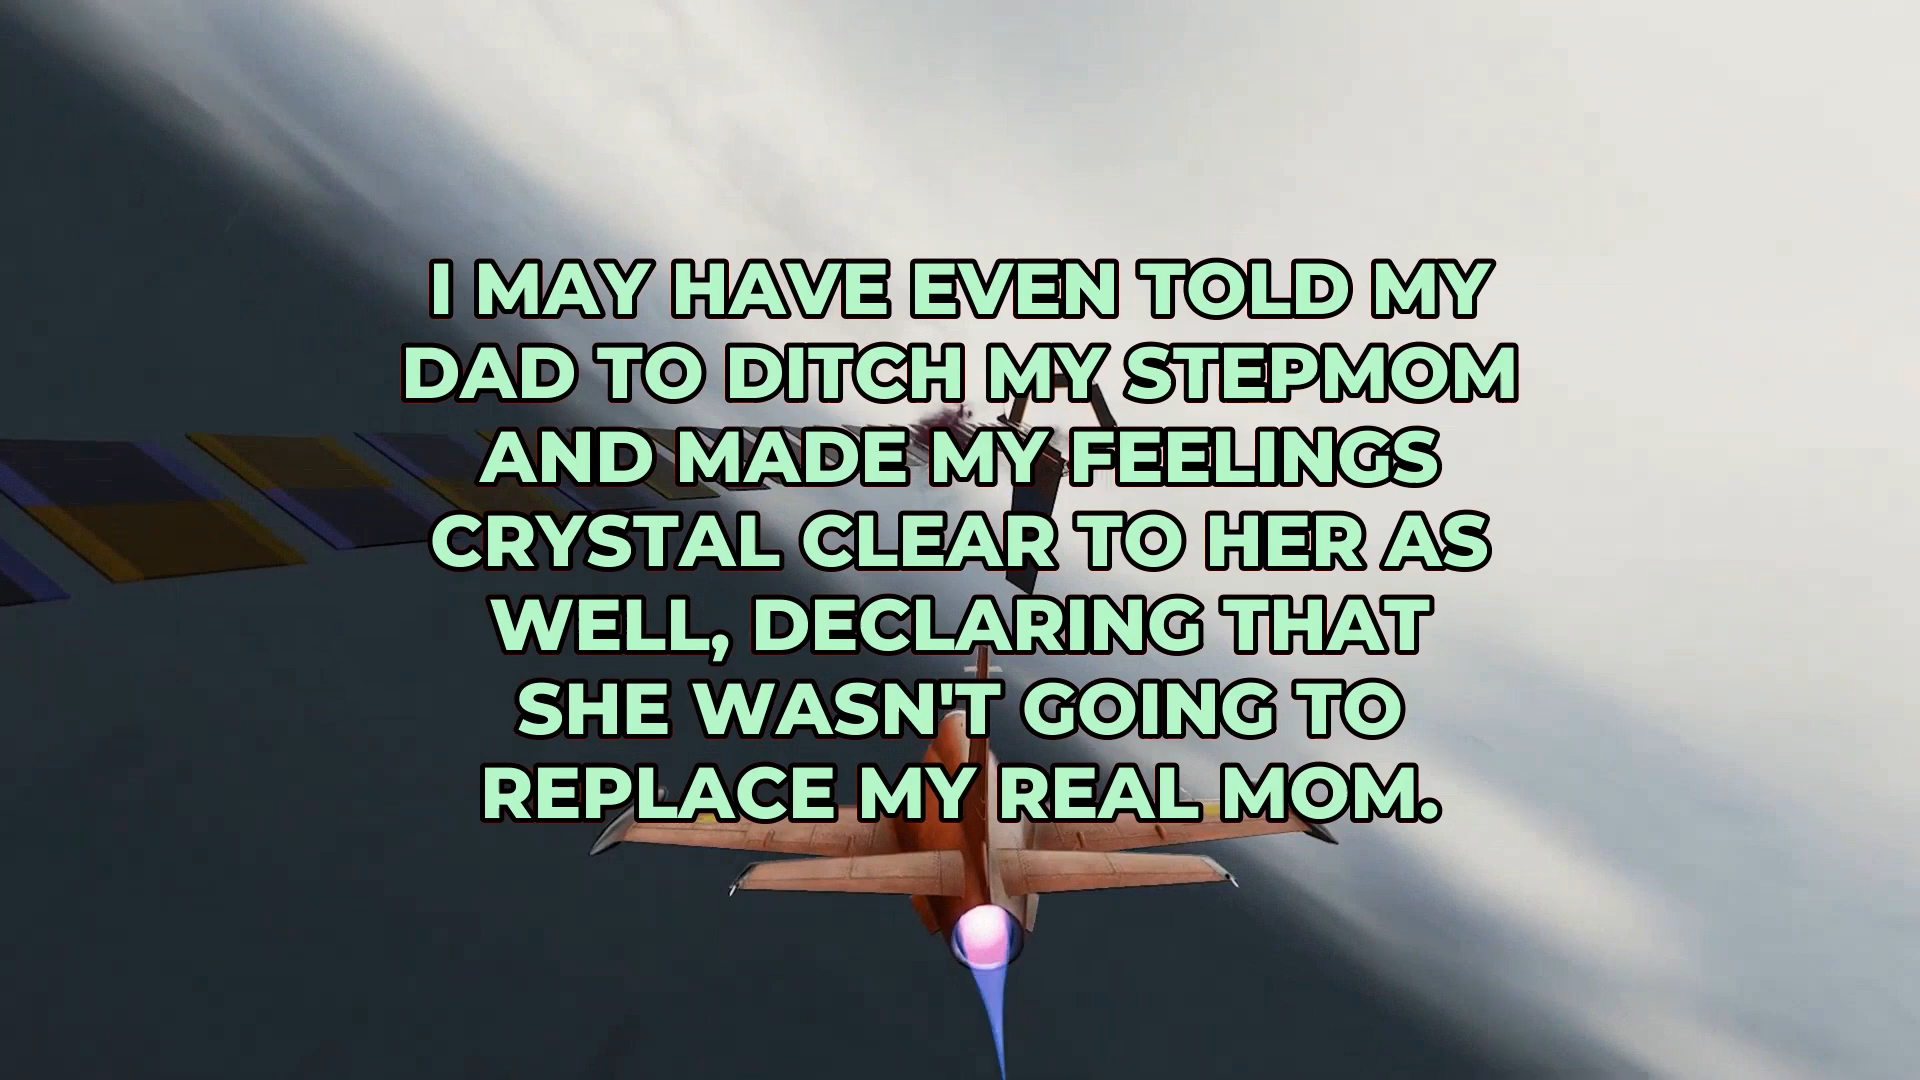 I MAY HAVE EVEN TOLD MY
DAD TO DITCH MY STEPMOM
AND MADE MY FEELINGS
CRYSTAL CLEAR TO HER AS
WELL, DECLARING THAT
SHE WASN'T GOING TO
REPLACE MY REAL MOM.